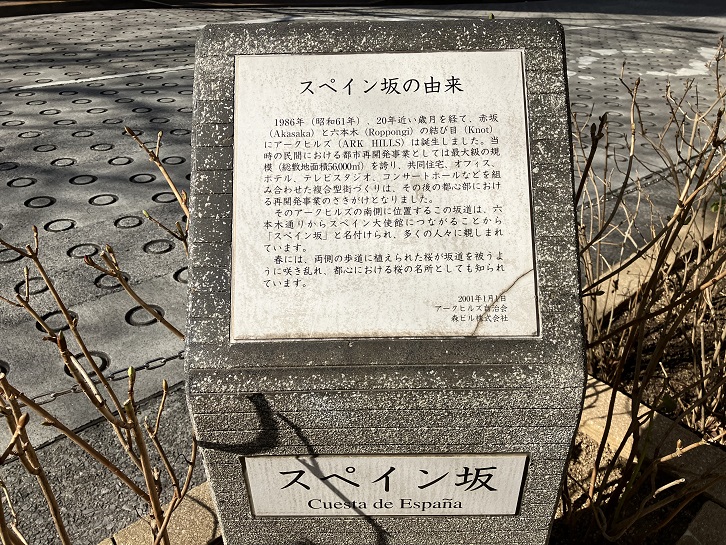 スペイン坂の由来
1986年（昭和61年）、20年近い歳月を経て、赤坂
（Akasaka）と六本木（Roppongi）の結び目（Knot）
にアークヒルズ（ARK HILLS）は誕生しました。当
時の民間における都市再開発事業としては最大級の規
模（総敷地面積56,000㎡）を誇り、共同住宅、オフィス、
ホテル、テレビスタジオ、コンサートホールなどを組
み合わせた複合型街づくりは、その後の都心部におけ
る再開発事業のさきがけとなりました。
そのアークヒルズの南側に位置するこの坂道は、六
本木通りからスペイン大使館につながることから
「スペイン坂」と名付けられ、多くの人々に親しまれ
ています。
春には、両側の歩道に植えられた桜が坂道を被うよ
うに咲き乱れ、都心における桜の名所としても知られ
ています。
2001年1月1日
アークヒルズ自治会
森ビル株式会社
スペイン坂
Cuesta de España